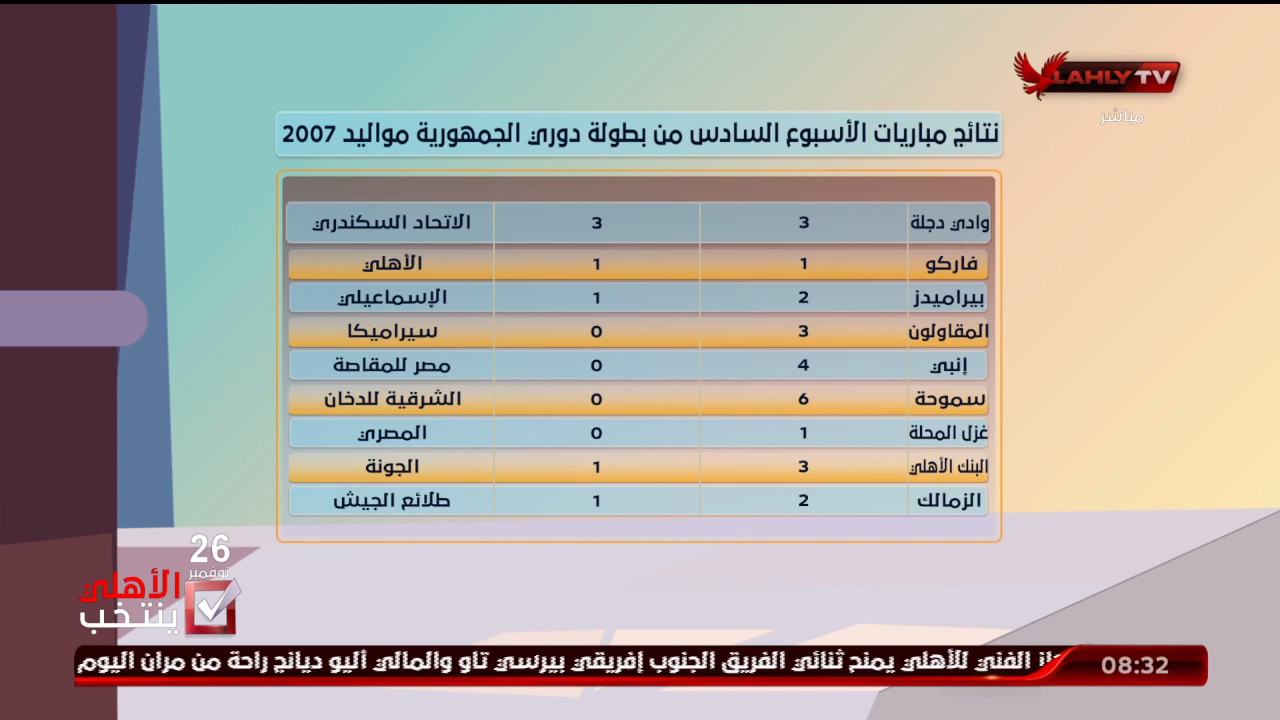 LAHLY TV
مباشر
نتائج مباريات الأسبوع السادس من بطولة دوري الجمهورية مواليد 2007
وادي دجلة 3 3 الاتحاد السكندري
فاركو 1 1 الأهلي
بيراميدز 2 1 الإسماعيلي
المقاولون 3 0 سيراميكا
إنبي 4 0 مصر للمقاصة
سموحة 6 0 الشرقية للدخان
غزل المحلة 1 0 المصري
البنك الأهلي 3 1 الجونة
الزمالك 2 1 طلائع الجيش
26
نوفمبر
الأهلي
ينتخب
08:32 الفني للأهلي يمنح ثنائي الفريق الجنوب إفريقي بيرسي تاو والمالي أليو ديانج راحة من مران اليوم